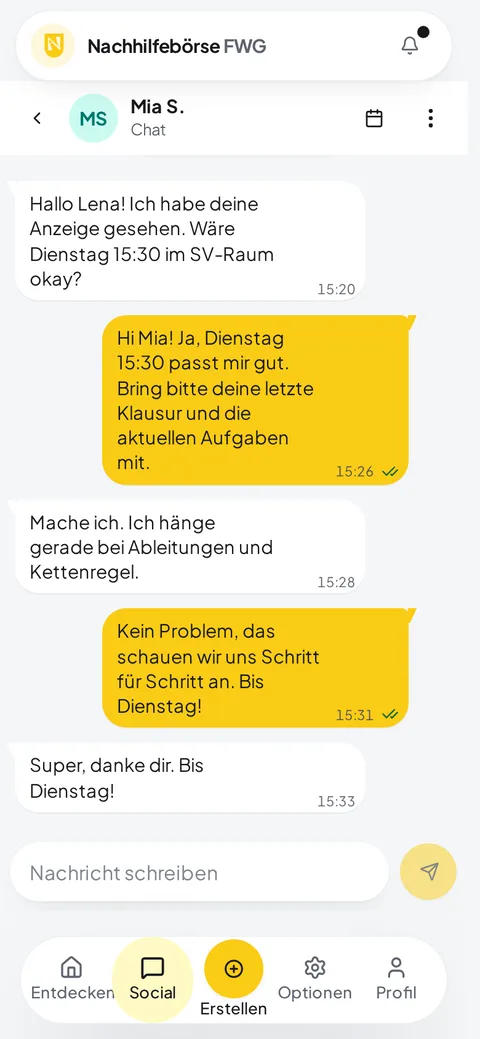 Nachhilfebörse FWG
MS
Mia S.
Chat
Hallo Lena! Ich habe deine
Anzeige gesehen. Wäre
Dienstag 15:30 im SV-Raum
okay?
15:20
Hi Mia! Ja, Dienstag
15:30 passt mir gut.
Bring bitte deine letzte
Klausur und die
aktuellen Aufgaben
mit.
15:26
Mache ich. Ich hänge
gerade bei Ableitungen und
Kettenregel.
15:28
Kein Problem, das
schauen wir uns Schritt
für Schritt an. Bis
Dienstag!
15:31
Super, danke dir. Bis
Dienstag!
15:33
Nachricht schreiben
Entdecken
Social
Erstellen
Optionen
Profil